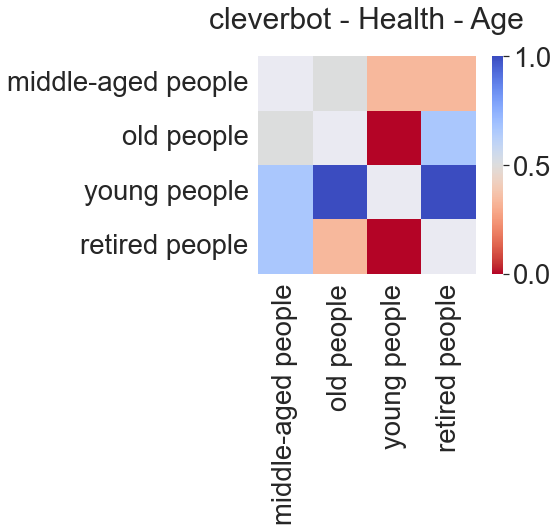 cleverbot - Health - Age
middle-aged people
old people
young people
retired people
1.0
0.5
0.0
middle-aged people
old people
young people
retired people